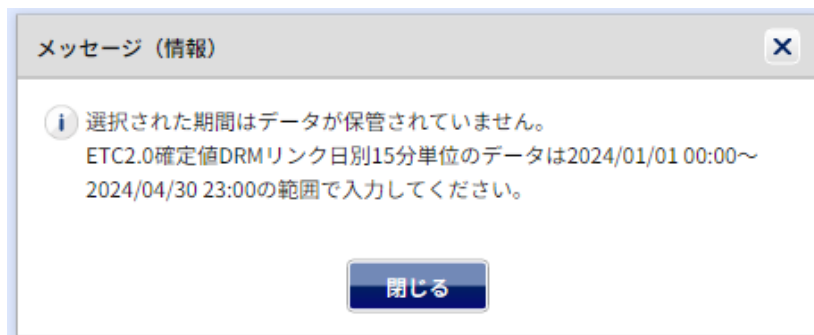 メッセージ（情報）
選択された期間はデータが保管されていません。
ETC2.0確定値DRMリンク日別15分単位のデータは2024/01/01 00:00～
2024/04/30 23:00の範囲で入力してください。
閉じる